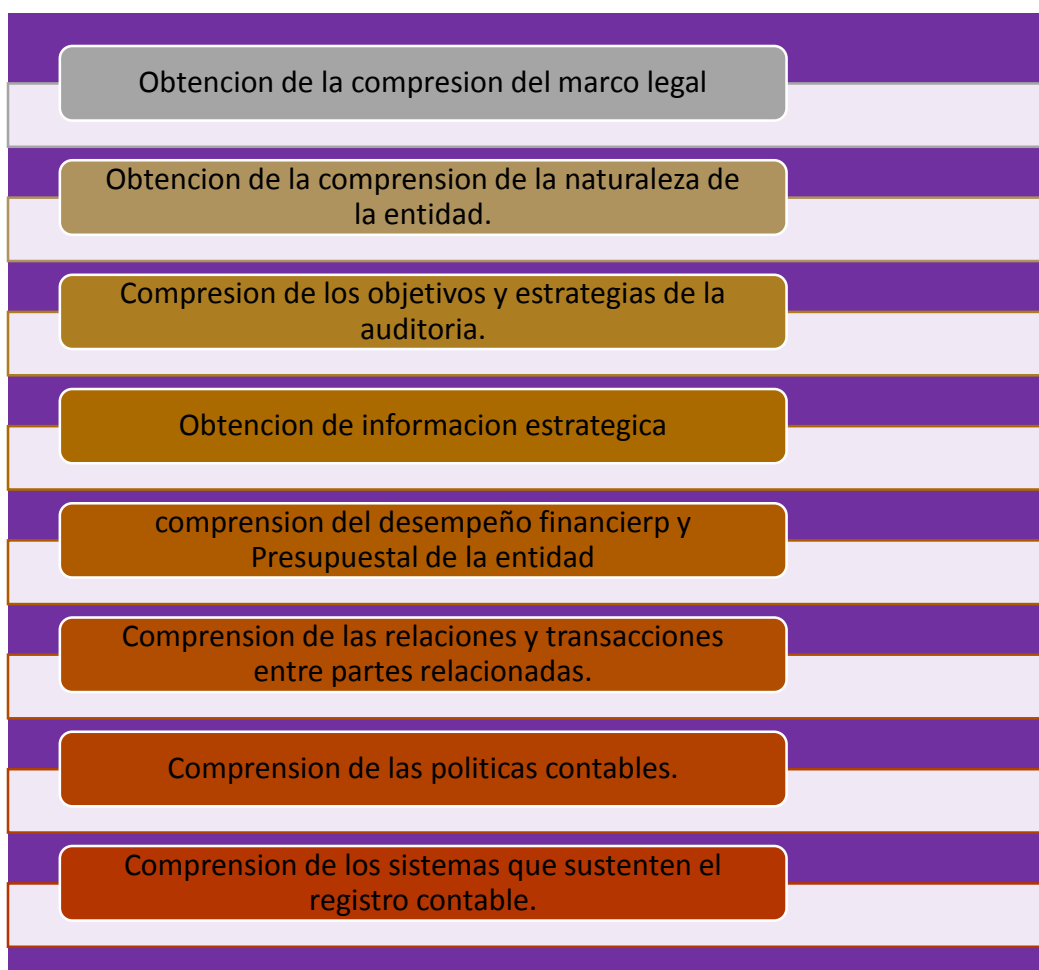 Obtencion de la compresion del marco legal
Obtencion de la comprension de la naturaleza de
la entidad.
Compresion de los objetivos y estrategias de la
auditoria.
Obtencion de informacion estrategica
comprension del desempeño financierp y
Presupuestal de la entidad
Comprension de las relaciones y transacciones
entre partes relacionadas.
Comprension de las politicas contables.
Comprension de los sistemas que sustenten el
registro contable.